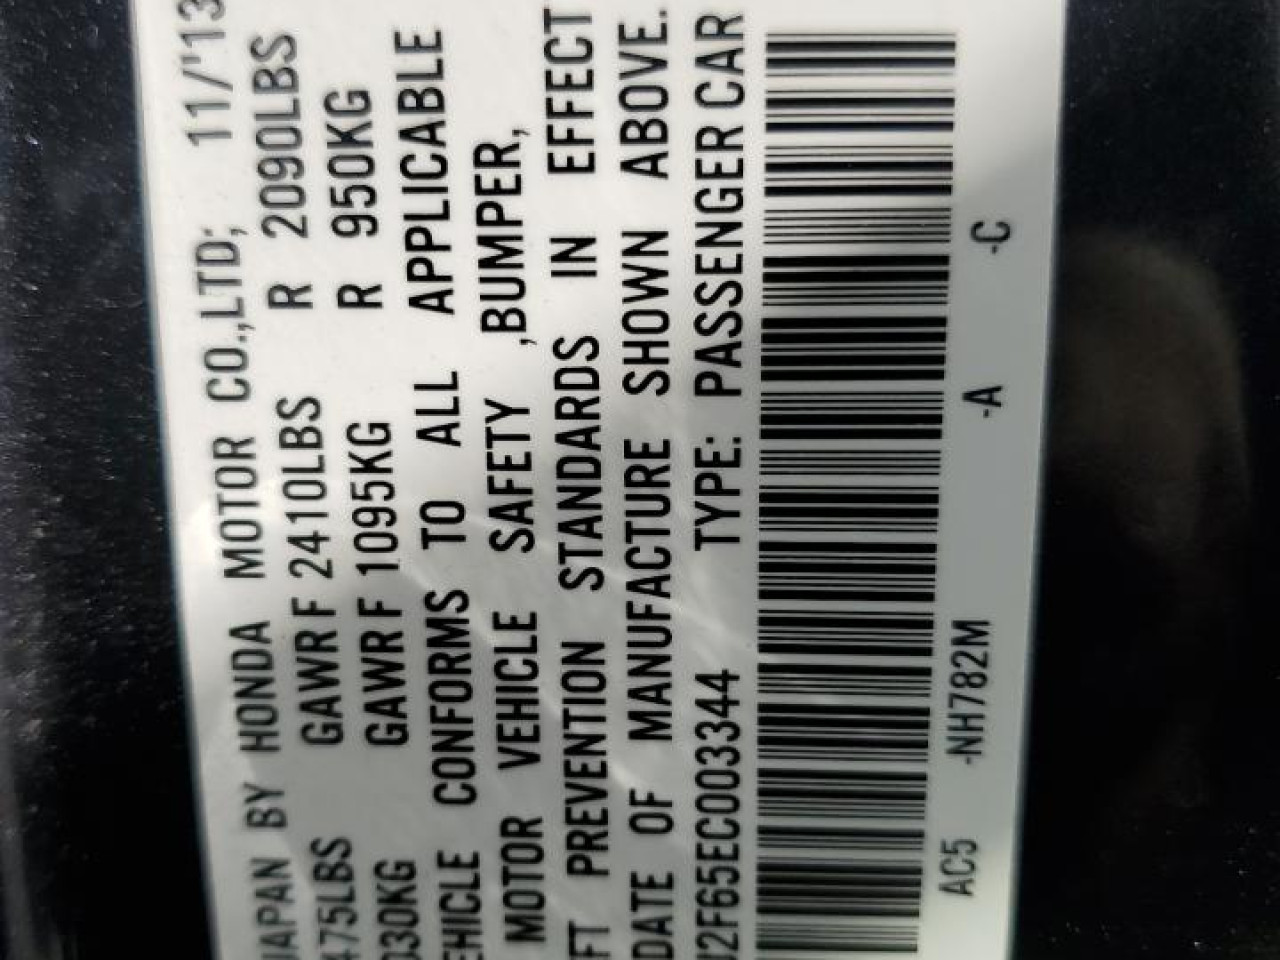 JAPAN BY HONDA MOTOR CO.,LTD; 11/'13
475LBS GAWR F 2410LBS R 2090LBS
030KG GAWR F 1095KG R 950KG
EHICLE CONFORMS TO ALL APPLICABLE
MOTOR VEHICLE SAFETY ,BUMPER,
FT PREVENTION STANDARDS IN EFFECT
DATE OF MANUFACTURE SHOWN ABOVE.
U2F65EC003344 TYPE: PASSENGER CAR
AC5 -NH782M -A -C